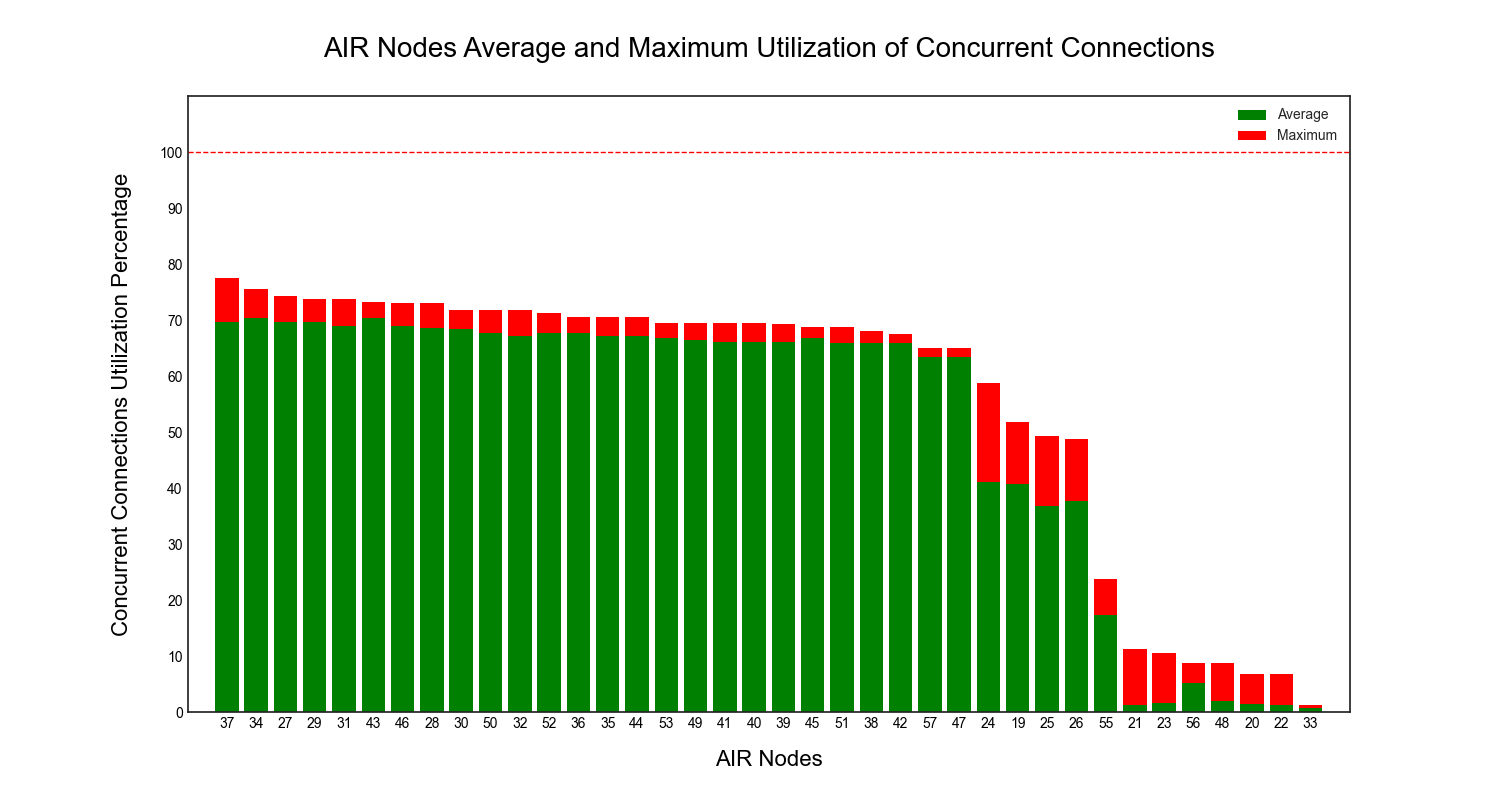 AIR Nodes Average and Maximum Utilization of Concurrent Connections
Average
Maximum
100
90
80
70
60
50
40
30
20
10
0
Concurrent Connections Utilization Percentage
37 34 27 29 31 43 46 28 30 50 32 52 36 35 44 53 49 41 40 39 45 51 38 42 57 47 24 19 25 26 55 21 23 56 48 20 22 33
AIR Nodes